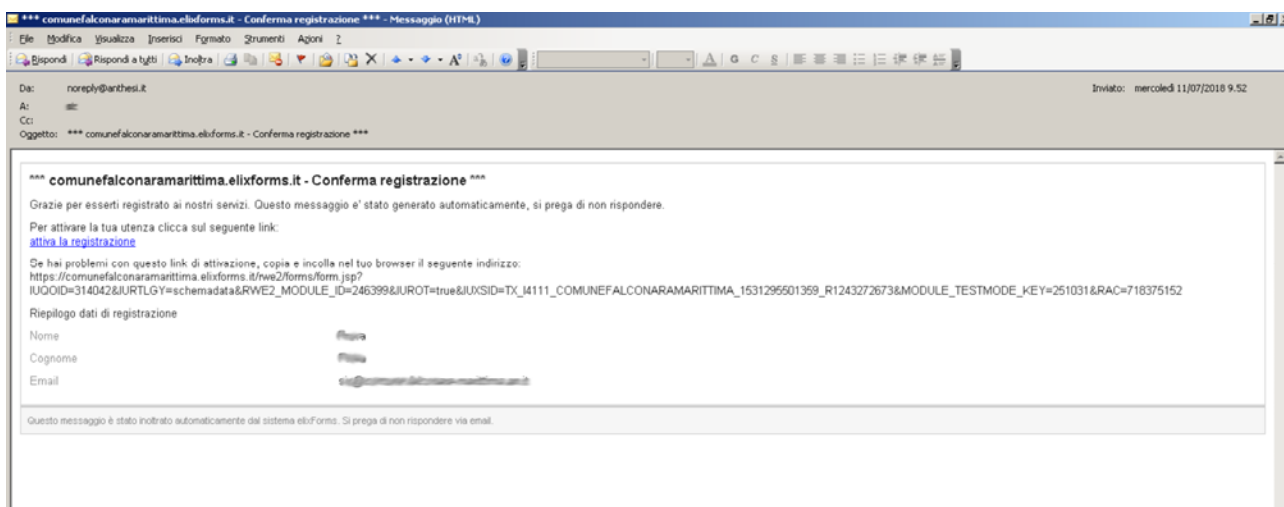 *** comunefalconaramarittima.elixforms.it - Conferma registrazione *** - Messaggio (HTML)
File Modifica Visualizza Inserisci Formato Strumenti Azioni ?
Rispondi Rispondi a tutti Inoltra
Da: noreply@anthesi.it Inviato: mercoledì 11/07/2018 9.52
A:
Cc:
Oggetto: *** comunefalconaramarittima.elixforms.it - Conferma registrazione ***
*** comunefalconaramarittima.elixforms.it - Conferma registrazione ***
Grazie per esserti registrato ai nostri servizi. Questo messaggio e' stato generato automaticamente, si prega di non rispondere.
Per attivare la tua utenza clicca sul seguente link:
attiva la registrazione
Se hai problemi con questo link di attivazione, copia e incolla nel tuo browser il seguente indirizzo:
https://comunefalconaramarittima.elixforms.it/rwe2/forms/form.jsp?
IUQOID=314042&IURTLGY=schemadata&RWE2_MODULE_ID=246399&IUROT=true&IUXSID=TX_I4111_COMUNEFALCONARAMARITTIMA_1531295501359_R1243272673&MODULE_TESTMODE_KEY=251031&RAC=718375152
Riepilogo dati di registrazione
Nome
Cognome
Email
Questo messaggio è stato inoltrato automaticamente dal sistema elixForms. Si prega di non rispondere via email.